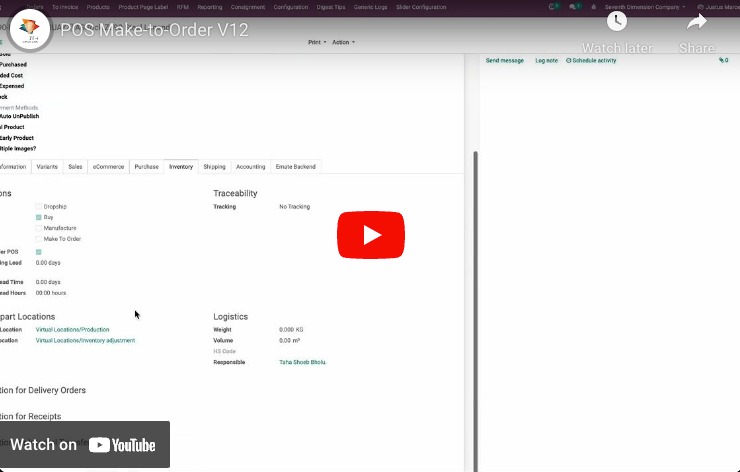 Orders To Invoice Products Product Page Label RFM Reporting Consignment Configuration Digest Tips Generic Logs Slider Configuration Seventh Dimension Company
POS Make-to-Order V12
Print Action
Watch later Share
Send message Log note Schedule activity 0
Purchased
ded Cost
Expensed
ck
ment Methods
Auto UnPublish
l Product
Early Product
ltiple Images?
formation Variants Sales eCommerce Purchase Inventory Shipping Accounting Ernate Backend
ons Traceability
Dropship Tracking No Tracking
Buy
Manufacture
Make To Order
er POS
ing Lead 0.00 days
ead Time 0.00 days
ead Hours 00:00 hours
part Locations Logistics
Location Virtual Locations/Production Weight 0.000 KG
ocation Virtual Locations/Inventory adjustment Volume 0.00 m³
HS Code
Responsible Taha Shoeb Bholu
tion for Delivery Orders
tion for Receipts
Watch on YouTube